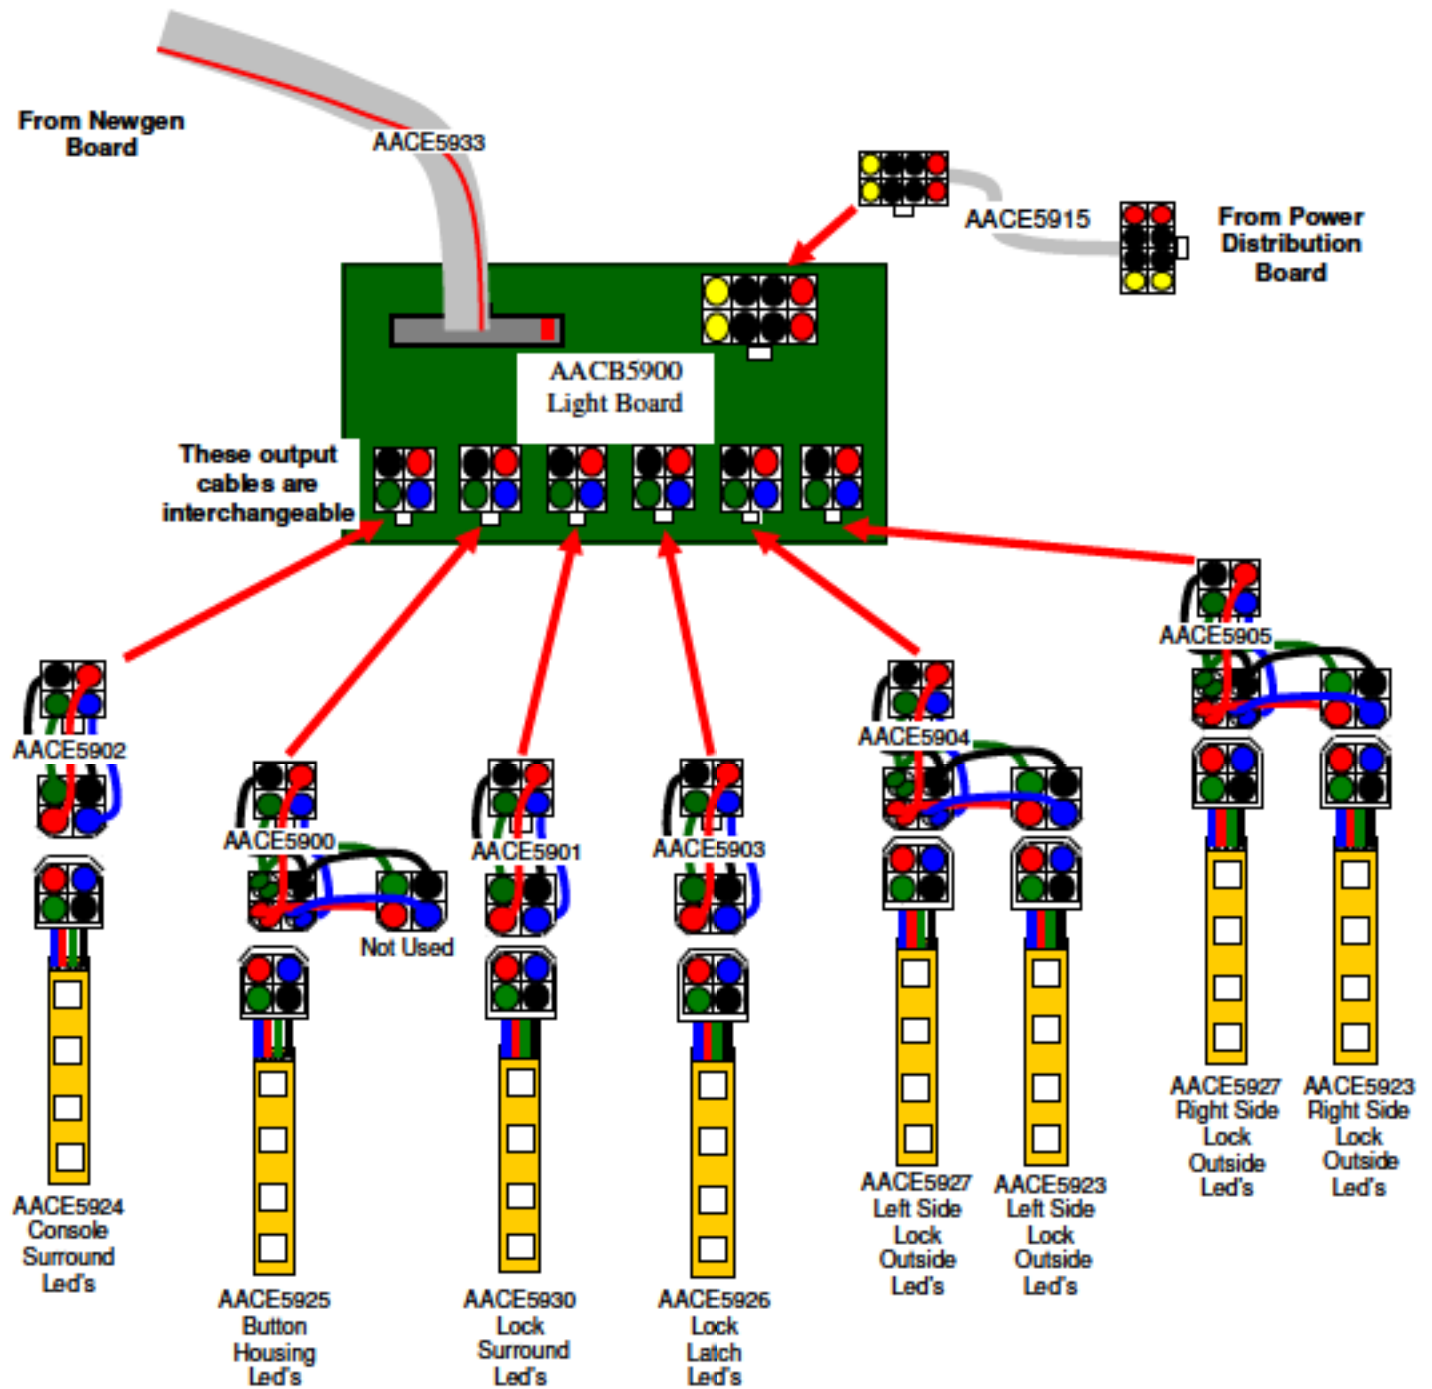 From Newgen
Board
AACE5933
AACE5915
From Power
Distribution
Board
AACB5900
Light Board
These output
cables are
interchangeable
AACE5905
AACE5902
AACE5904
AACE5900
AACE5901
AACE5903
Not Used
AACE5927
Right Side
Lock
Outside
Led's
AACE5923
Right Side
Lock
Outside
Led's
AACE5927
Left Side
Lock
Outside
Led's
AACE5923
Left Side
Lock
Outside
Led's
AACE5924
Console
Surround
Led's
AACE5925
Button
Housing
Led's
AACE5930
Lock
Surround
Led's
AACE5926
Lock
Latch
Led's